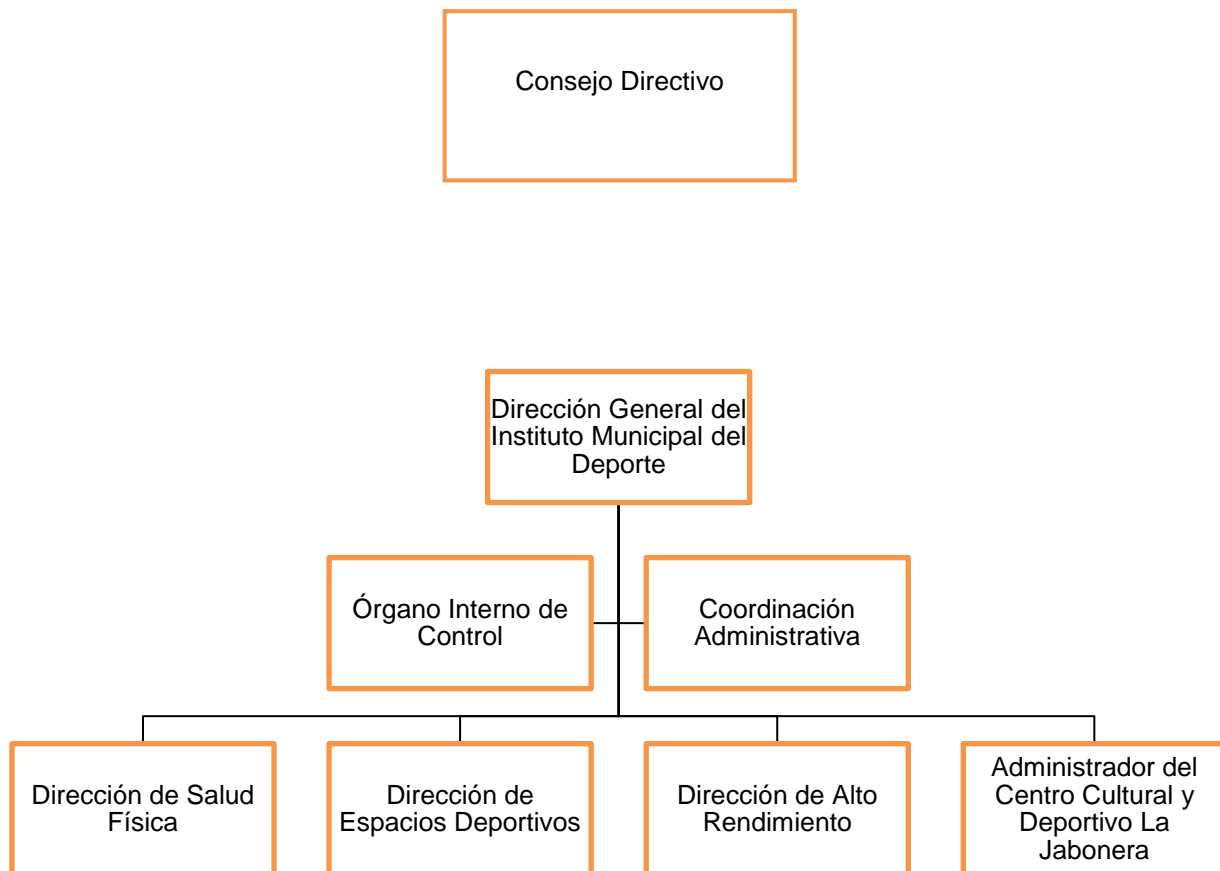 Consejo Directivo
Dirección General del
Instituto Municipal del
Deporte
Órgano Interno de
Control
Coordinación
Administrativa
Dirección de Salud
Física
Dirección de
Espacios Deportivos
Dirección de Alto
Rendimiento
Administrador del
Centro Cultural y
Deportivo La
Jabonera